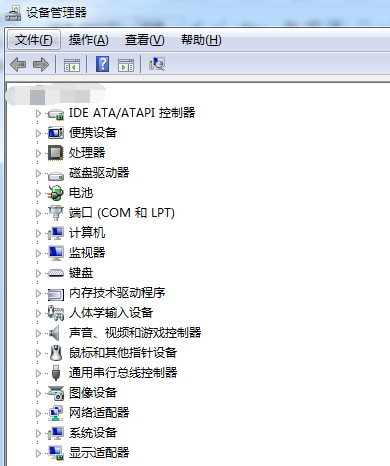 设备管理器
文件(F) 操作(A) 查看(V) 帮助(H)
IDE ATA/ATAPI 控制器
便携设备
处理器
磁盘驱动器
电池
端口 (COM 和 LPT)
计算机
监视器
键盘
内存技术驱动程序
人体学输入设备
声音、视频和游戏控制器
鼠标和其他指针设备
通用串行总线控制器
图像设备
网络适配器
系统设备
显示适配器